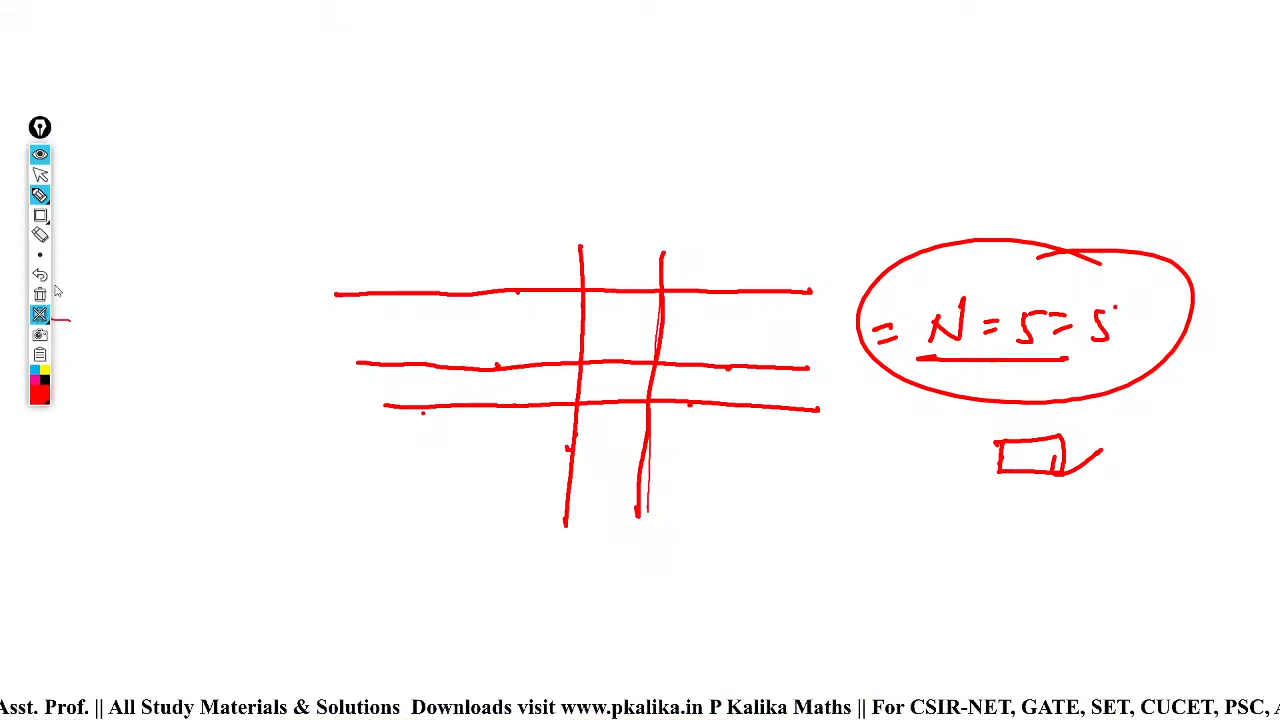 = N = 5 = 5
Asst. Prof. || All Study Materials & Solutions Downloads visit www.pkalika.in P Kalika Maths || For CSIR-NET, GATE, SET, CUCET, PSC,